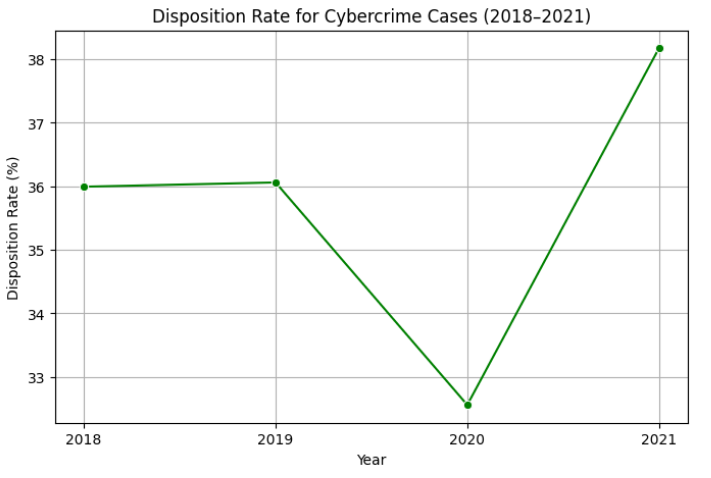 Disposition Rate for Cybercrime Cases (2018–2021)
Disposition Rate (%)
38
37
36
35
34
33
2018 2019 2020 2021
Year